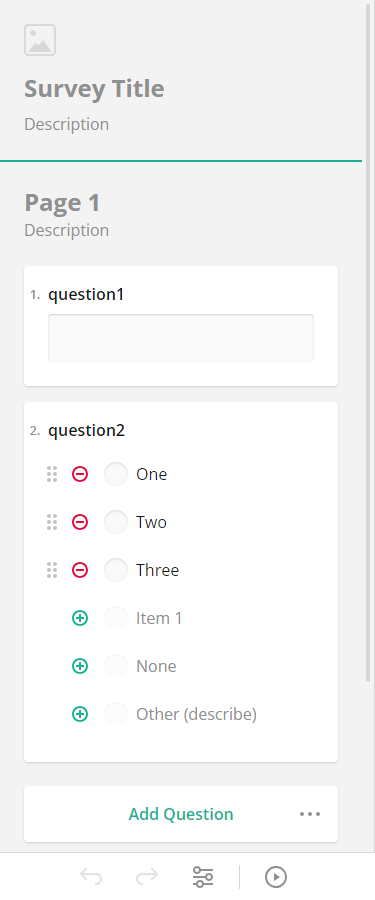 Survey Title
Description
Page 1
Description
1. question1
2. question2
One
Two
Three
Item 1
None
Other (describe)
Add Question